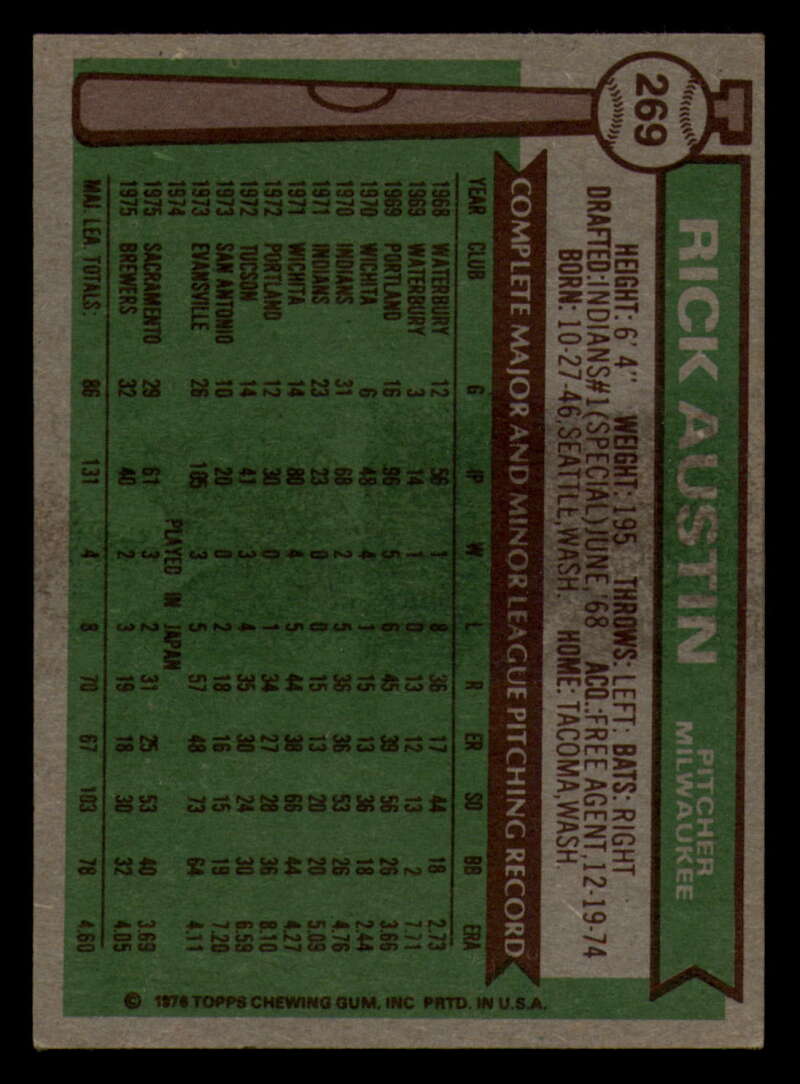 269
RICK AUSTIN
PITCHER
MILWAUKEE
HEIGHT: 6' 4" WEIGHT: 195 THROWS: LEFT; BATS: RIGHT
DRAFTED: INDIANS #1 (SPECIAL) JUNE, '68 ACQ.: FREE AGENT, 12-19-74
BORN: 10-27-46, SEATTLE, WASH. HOME: TACOMA, WASH.
COMPLETE MAJOR AND MINOR LEAGUE PITCHING RECORD
YEAR CLUB G IP W L R ER SO BB ERA
1968 WATERBURY 12 56 1 8 36 17 44 18 2.73
1969 WATERBURY 3 14 1 0 13 12 13 2 7.71
1969 PORTLAND 16 96 5 6 45 39 56 26 3.66
1970 WICHITA 6 48 4 1 15 13 36 18 2.44
1970 INDIANS 31 68 2 5 36 36 53 26 4.76
1971 INDIANS 23 23 0 0 15 13 20 20 5.09
1971 WICHITA 14 80 4 5 44 38 66 44 4.27
1972 PORTLAND 12 30 0 1 34 27 28 36 8.10
1972 TUCSON 14 41 3 4 35 30 24 30 6.59
1973 SAN ANTONIO 10 20 0 2 18 16 15 19 7.20
1973 EVANSVILLE 26 105 3 5 57 48 73 64 4.11
1974 PLAYED IN JAPAN
1975 SACRAMENTO 29 61 3 2 31 25 53 40 3.69
1975 BREWERS 32 40 2 3 19 18 30 32 4.05
MAJ. LEA. TOTALS: 86 131 4 8 70 67 103 78 4.60
© 1976 TOPPS CHEWING GUM, INC PRTD. IN U.S.A.